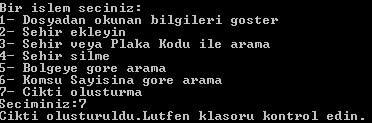 Bir islem seciniz:
1- Dosyadan okunan bilgileri goster
2- Sehir ekleyin
3- Sehir veya Plaka Kodu ile arama
4- Sehir silme
5- Bolgeye gore arama
6- Komsu Sayisina gore arama
7- Cikti olusturma
Seciminiz:7
Cikti olusturuldu.Lutfen klasoru kontrol edin.